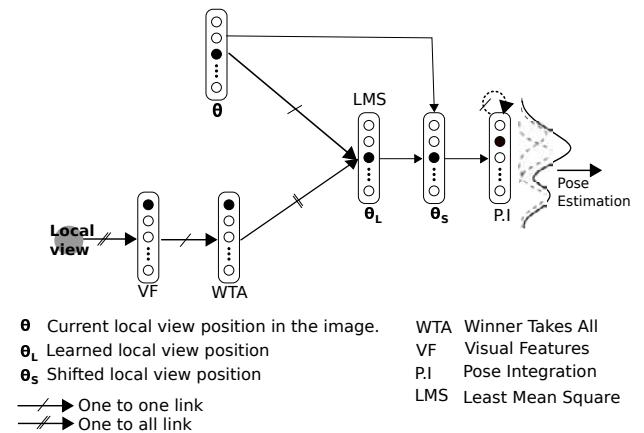 θ
LMS
θL
θS
P.I
Pose
Estimation
Local
view
VF
WTA
θ Current local view position in the image.
θL Learned local view position
θS Shifted local view position
One to one link
One to all link
WTA Winner Takes All
VF Visual Features
P.I Pose Integration
LMS Least Mean Square